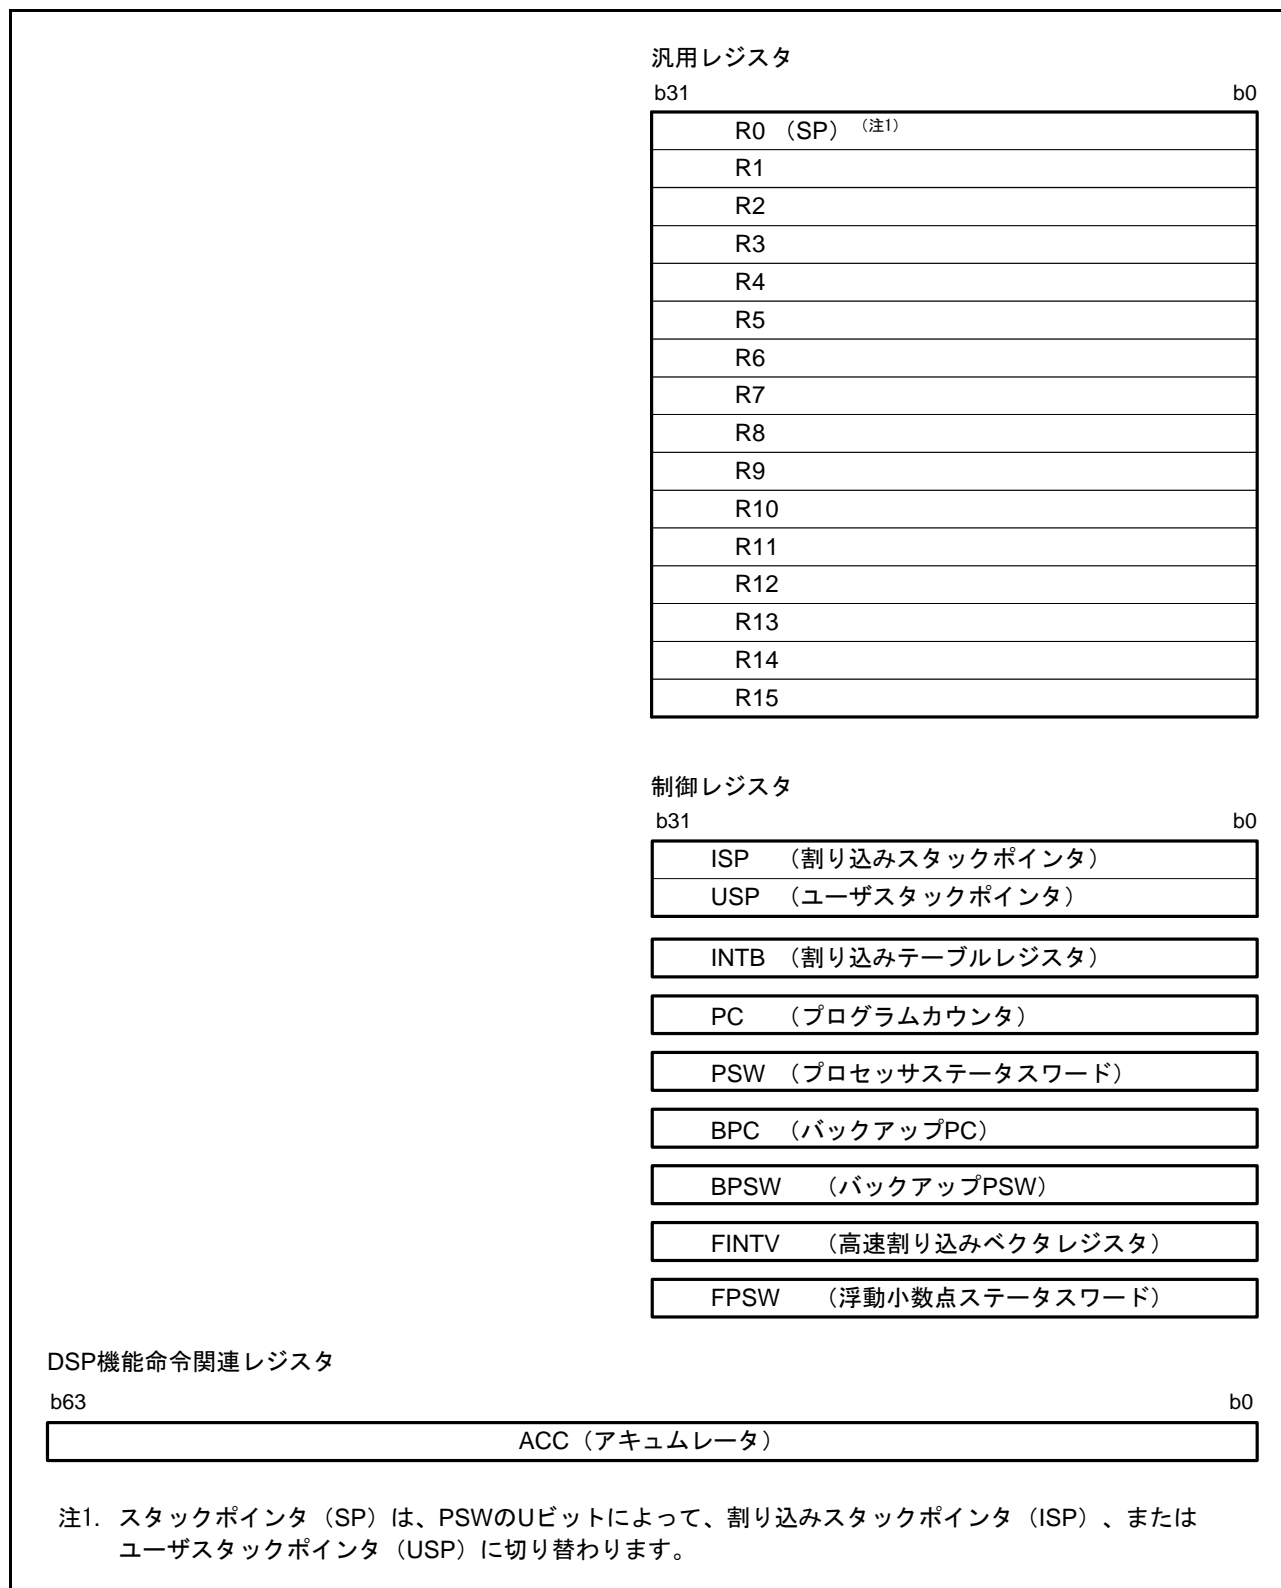 汎用レジスタ
b31 b0
R0 （SP） （注1）
R1
R2
R3
R4
R5
R6
R7
R8
R9
R10
R11
R12
R13
R14
R15
制御レジスタ
b31 b0
ISP （割り込みスタックポインタ）
USP （ユーザスタックポインタ）
INTB （割り込みテーブルレジスタ）
PC （プログラムカウンタ）
PSW （プロセッサステータスワード）
BPC （バックアップPC）
BPSW （バックアップPSW）
FINTV （高速割り込みベクタレジスタ）
FPSW （浮動小数点ステータスワード）
DSP機能命令関連レジスタ
b63 b0
ACC（アキュムレータ）
注1. スタックポインタ（SP）は、PSWのUビットによって、割り込みスタックポインタ（ISP）、または
ユーザスタックポインタ（USP）に切り替わります。